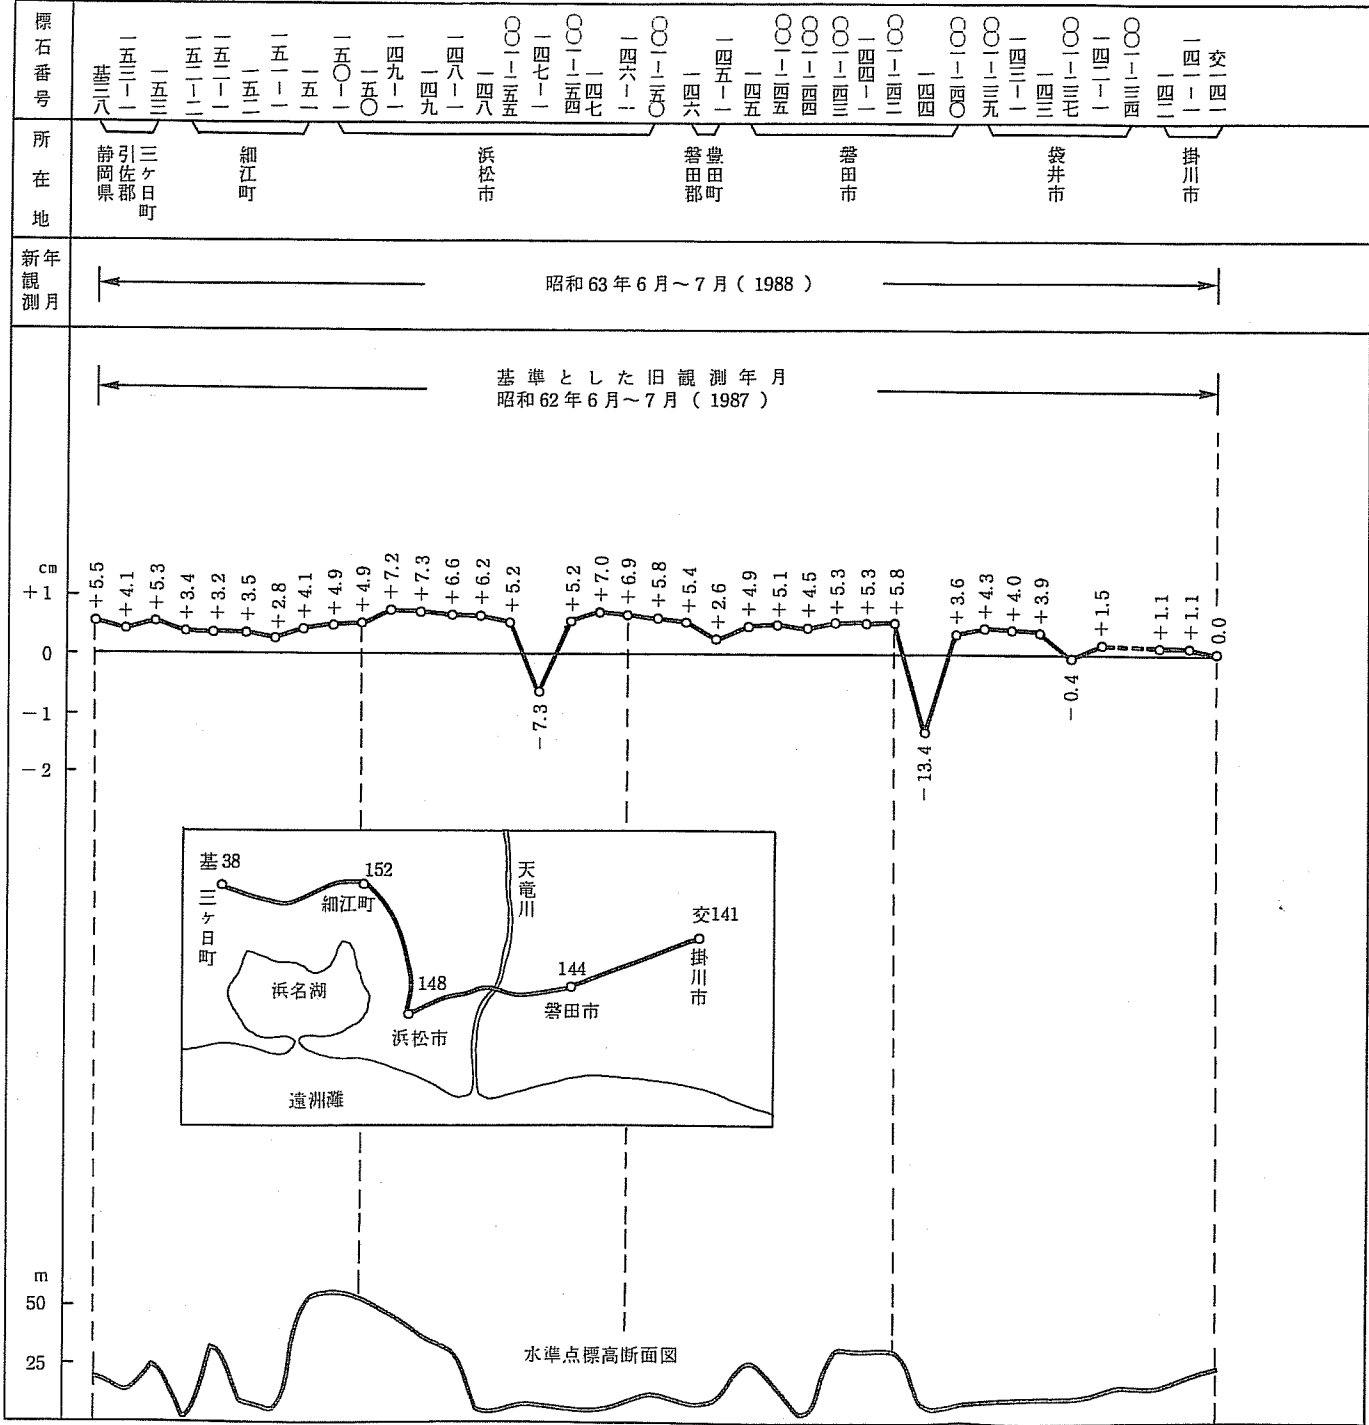 標石番号
基三八
一五三一一
一五三
一五二一二
一五二一一
一五二
一五一一一
一五一
一五〇一一
一五〇
一四九一一
一四九
一四八一一
一四八
〇〇一一二五五
一四七一一
〇〇一一二五四
一四七
一四六一一
〇〇一一二五〇
一四六
一四五一一
一四五
〇〇一一二四五
〇〇一一二四四
〇〇一一二四三
一四四一一
〇〇一一二四二
一四四
〇〇一一二四〇
〇〇一一二三九
一四三一一
一四三
〇〇一一二三七
一四二一一
〇〇一一二三四
一四二
一四一一一
交一四一
所在地
静岡県
引佐郡
三ケ日町
細江町
浜松市
磐田郡
豊田町
磐田市
袋井市
掛川市
新観測
年月
昭和63年6月~7月(1988)
基準とした旧観測年月
昭和62年6月~7月(1987)
cm
+1
0
-1
-2
+5.5
+4.1
+5.3
+3.4
+3.2
+3.5
+2.8
+4.1
+4.9
+4.9
+7.2
+7.3
+6.6
+6.2
+5.2
-7.3
+5.2
+7.0
+6.9
+5.8
+5.4
+2.6
+4.9
+5.1
+4.5
+5.3
+5.3
+5.8
-13.4
+3.6
+4.3
+4.0
+3.9
-0.4
+1.5
+1.1
+1.1
0.0
基38
三ヶ日町
152
細江町
天竜川
交141
掛川市
浜名湖
148
浜松市
144
磐田市
遠洲灘
m
50
25
水準点標高断面図